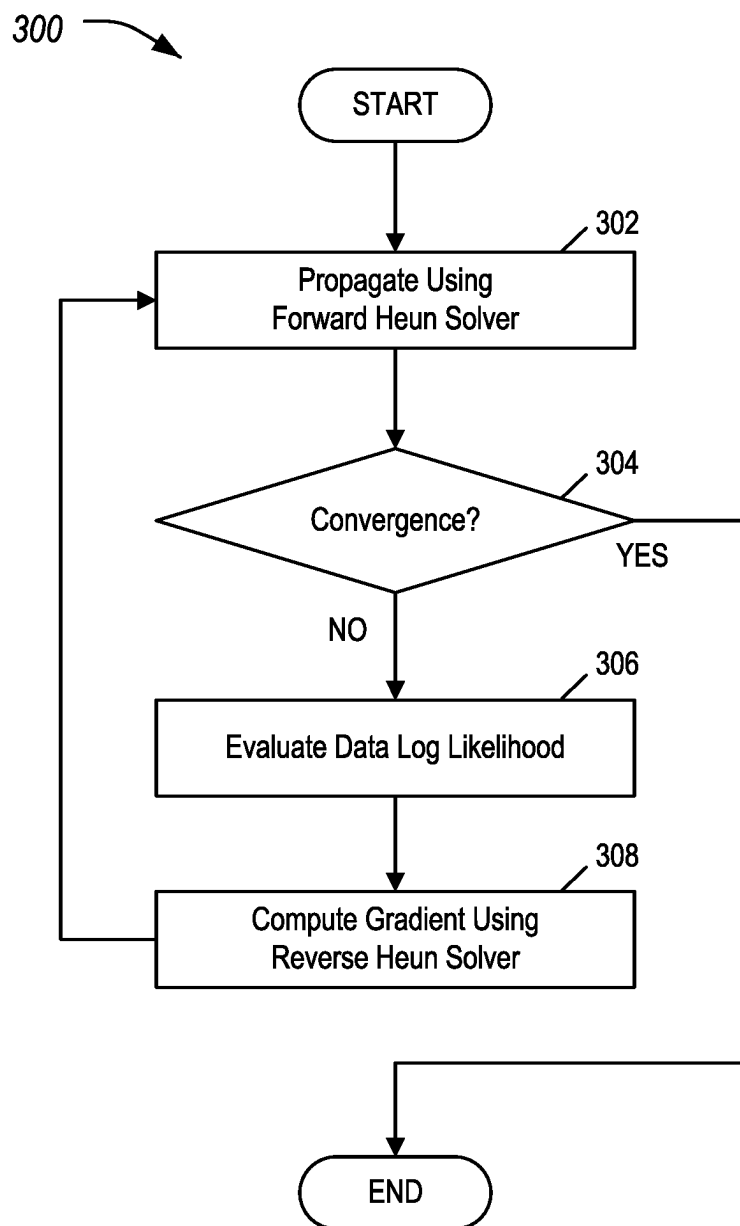 300
START
302
Propagate Using
Forward Heun Solver
304
Convergence?
YES
NO
306
Evaluate Data Log Likelihood
308
Compute Gradient Using
Reverse Heun Solver
END